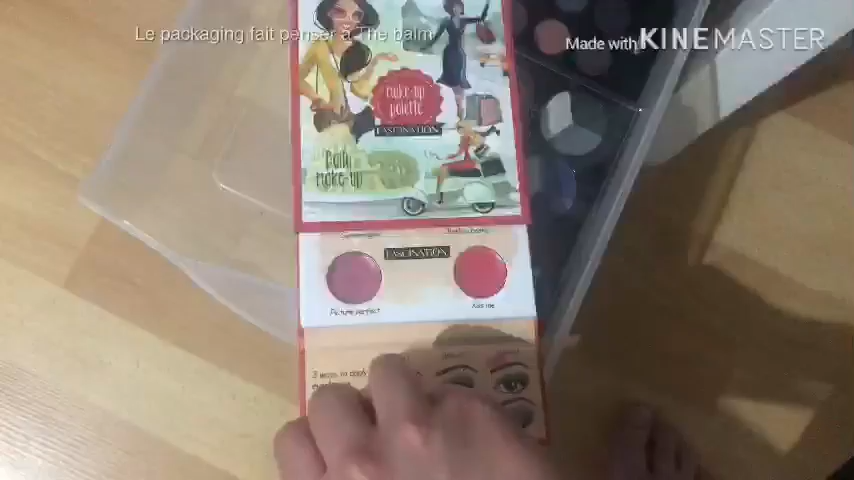 Le packaging fait penser à The balm
Made with KINEMASTER
make-up
palette
FASCINATION
Daily
make-up
FASCINATION
Picture perfect
Kiss me